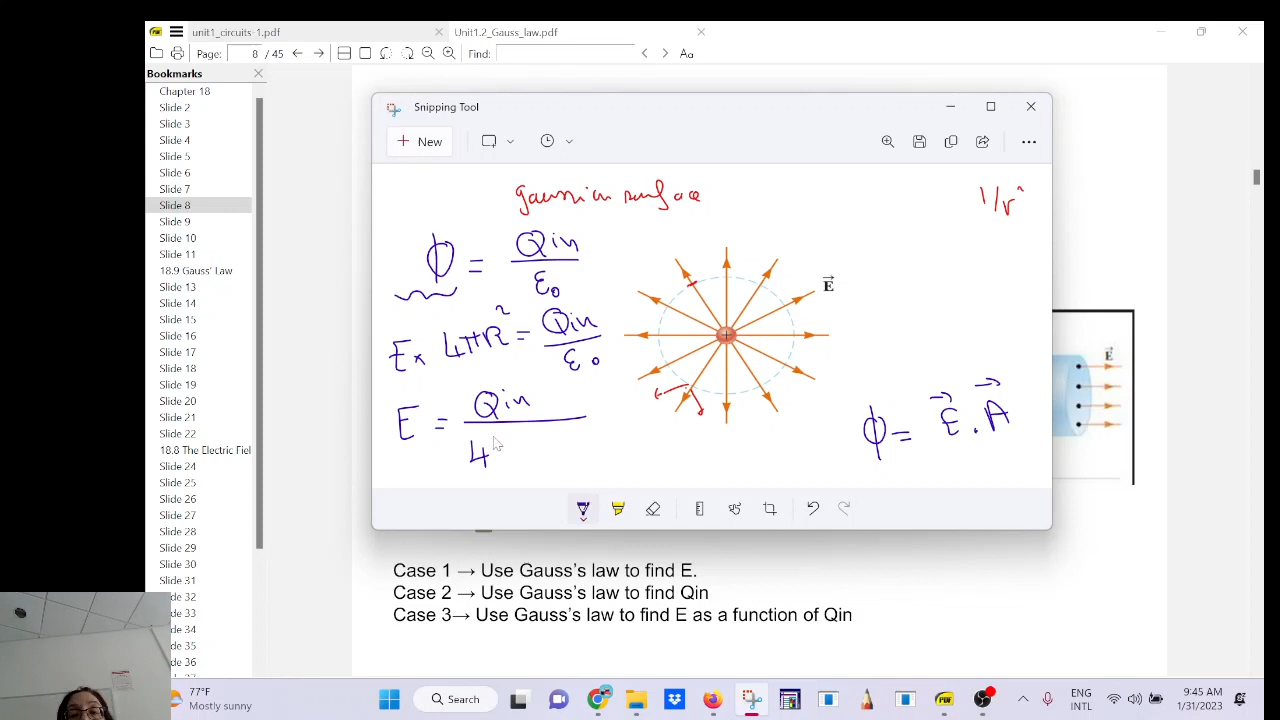 unit1_circuits-1.pdf
Unit1.2_Gauss_law.pdf
Page: 8 / 45 Find: Aa
Bookmarks
Chapter 18
Slide 2
Slide 3
Slide 4
Slide 5
Slide 6
Slide 7
Slide 8
Slide 9
Slide 10
Slide 11
18.9 Gauss' Law
Slide 13
Slide 14
Slide 15
Slide 16
Slide 17
Slide 18
Slide 19
Slide 20
Slide 21
Slide 22
18.8 The Electric Fiel
Slide 24
Slide 25
Slide 26
Slide 27
Slide 28
Slide 29
Slide 30
Slide 31
32
33
34
35
36
Snipping Tool
New
gaussian surface
1/r²
ϕ = Qin/ε₀
E × 4πR² = Qin/ε₀
E = Qin/4
E⃗
ϕ = E⃗ . A⃗
E⃗
Case 1 → Use Gauss's law to find E.
Case 2 → Use Gauss's law to find Qin
Case 3→ Use Gauss's law to find E as a function of Qin
77°F
Mostly sunny
Search
ENG
INTL
9:45 AM
1/31/2023